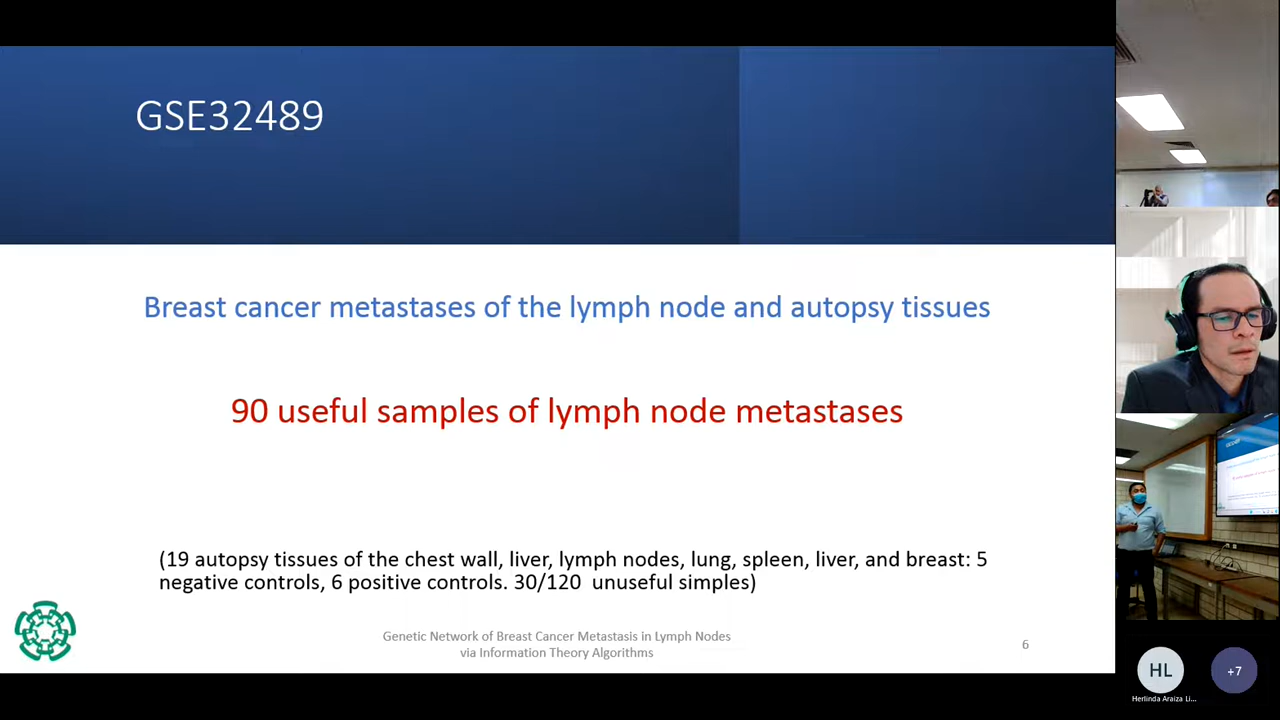 GSE32489
Breast cancer metastases of the lymph node and autopsy tissues
90 useful samples of lymph node metastases
(19 autopsy tissues of the chest wall, liver, lymph nodes, lung, spleen, liver, and breast: 5
negative controls, 6 positive controls. 30/120 unuseful simples)
Genetic Network of Breast Cancer Metastasis in Lymph Nodes
via Information Theory Algorithms
6
HL
+7
Herlinda Araiza Li...